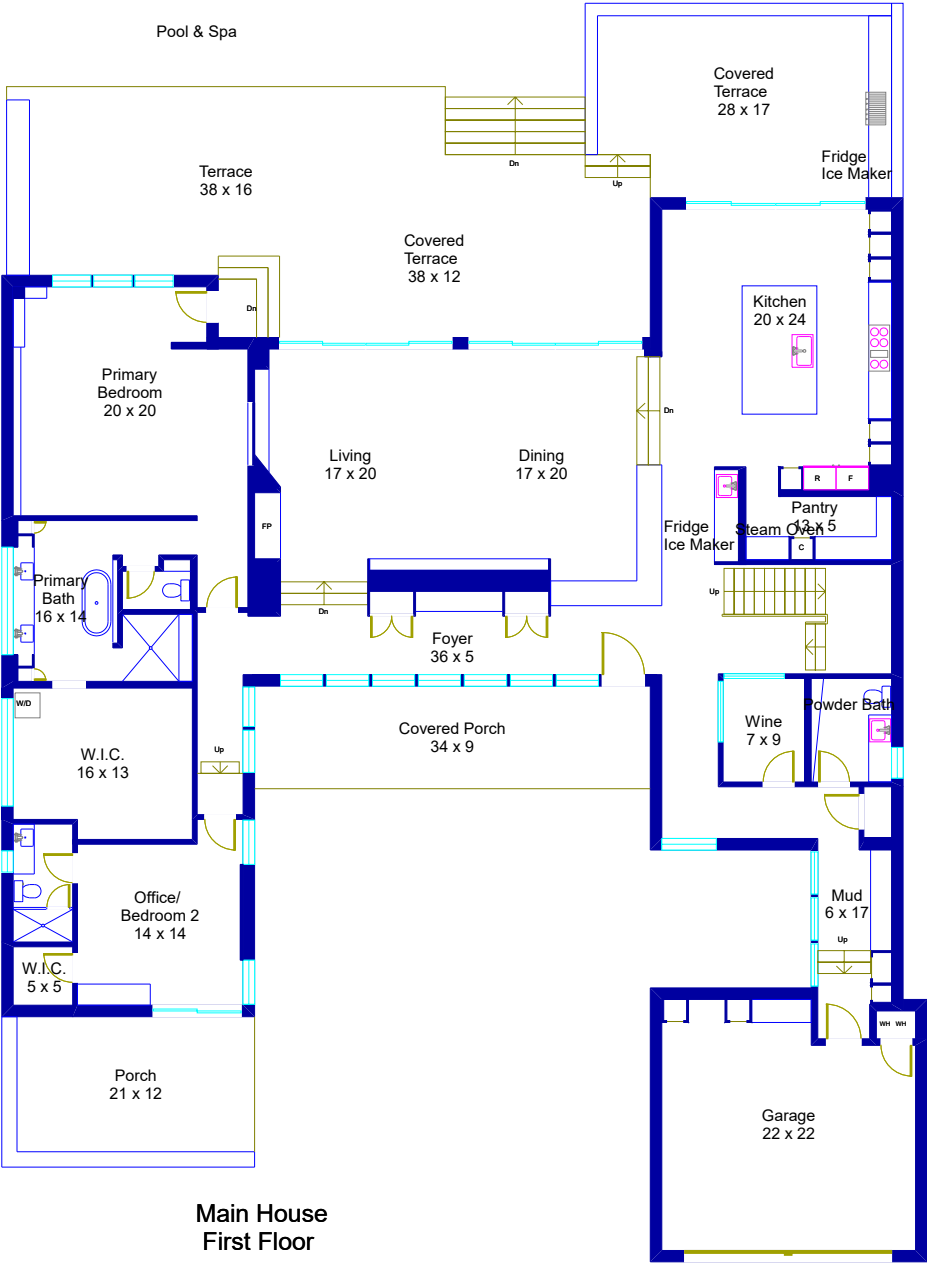 Pool & Spa
Covered
Terrace
28 x 17
Fridge
Ice Maker
Dn
Up
Terrace
38 x 16
Covered
Terrace
38 x 12
Dn
Kitchen
20 x 24
Primary
Bedroom
20 x 20
Dn
Living
17 x 20
Dining
17 x 20
R
F
FP
Pantry
13 x 5
Steam Oven
C
Fridge
Ice Maker
Primary
Bath
16 x 14
Up
Dn
Foyer
36 x 5
W/D
Powder Bath
Covered Porch
34 x 9
Wine
7 x 9
W.I.C.
16 x 13
Up
Office/
Bedroom 2
14 x 14
Mud
6 x 17
Up
W.I.C.
5 x 5
WH WH
Porch
21 x 12
Garage
22 x 22
Main House
First Floor